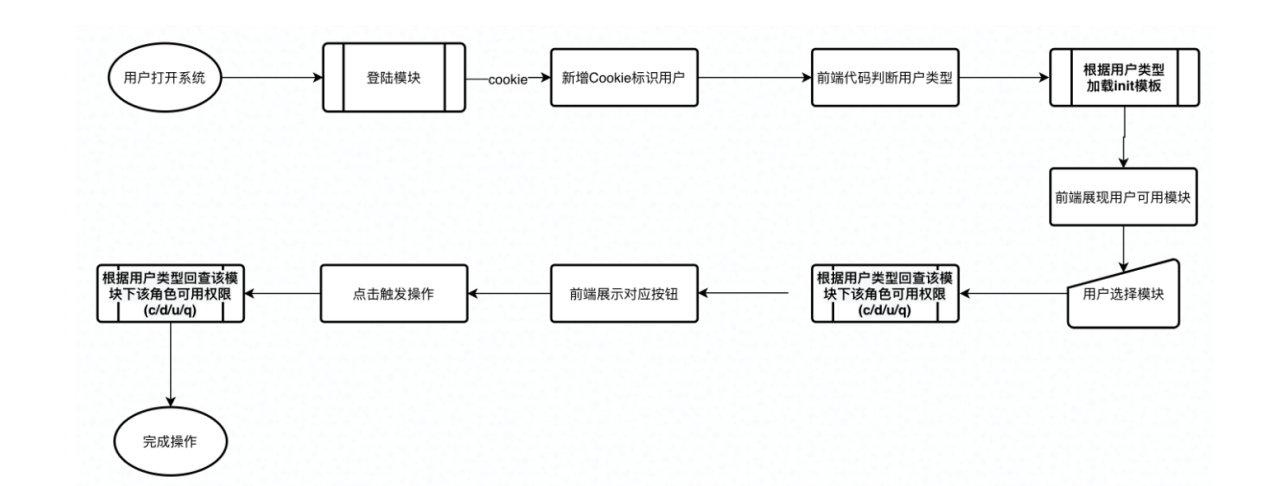 用户打开系统
登陆模块
cookie
新增Cookie标识用户
前端代码判断用户类型
根据用户类型
加载init模板
前端展现用户可用模块
用户选择模块
根据用户类型回查该模
块下该角色可用权限
(c/d/u/q)
前端展示对应按钮
点击触发操作
根据用户类型回查该模
块下该角色可用权限
(c/d/u/q)
完成操作